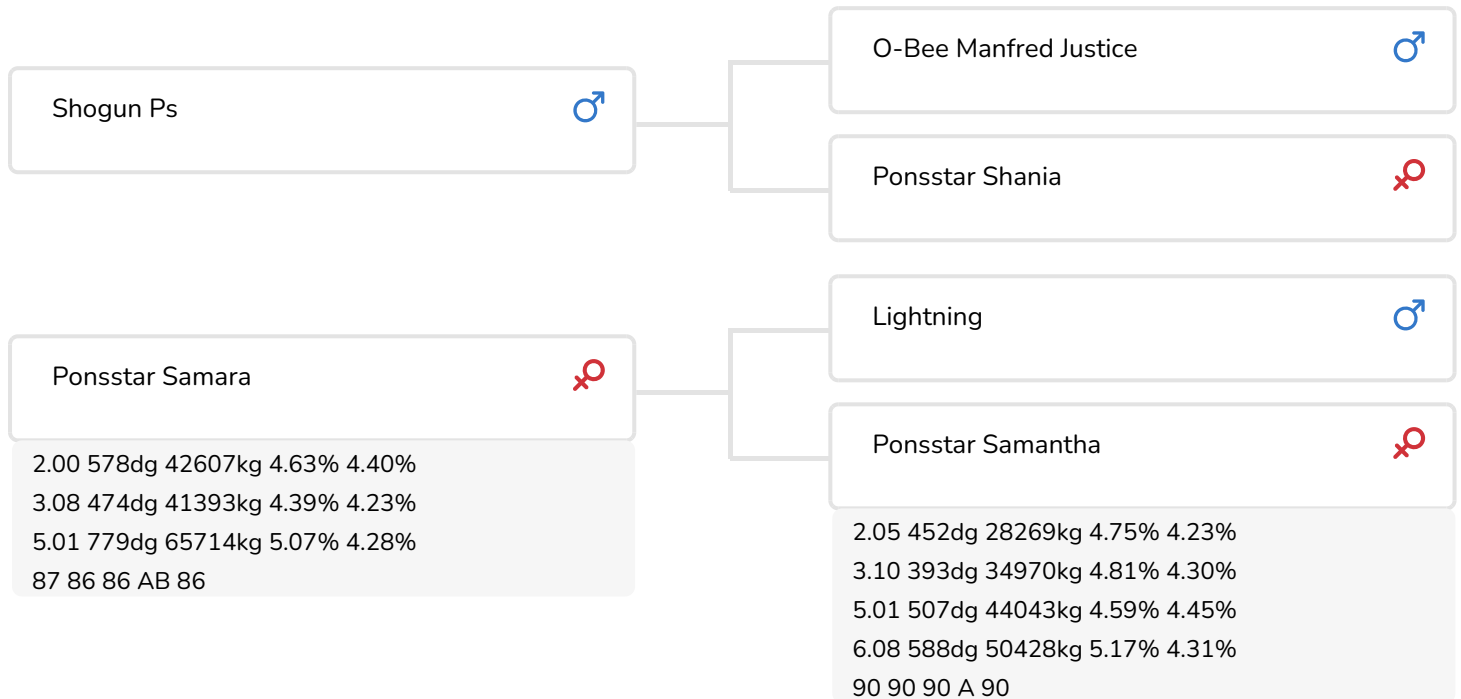 Shogun Ps
O-Bee Manfred Justice
Ponsstar Shania
Ponsstar Samara
2.00 578dg 42607kg 4.63% 4.40%
3.08 474dg 41393kg 4.39% 4.23%
5.01 779dg 65714kg 5.07% 4.28%
87 86 86 AB 86
Lightning
Ponsstar Samantha
2.05 452dg 28269kg 4.75% 4.23%
3.10 393dg 34970kg 4.81% 4.30%
5.01 507dg 44043kg 4.59% 4.45%
6.08 588dg 50428kg 5.17% 4.31%
90 90 90 A 90